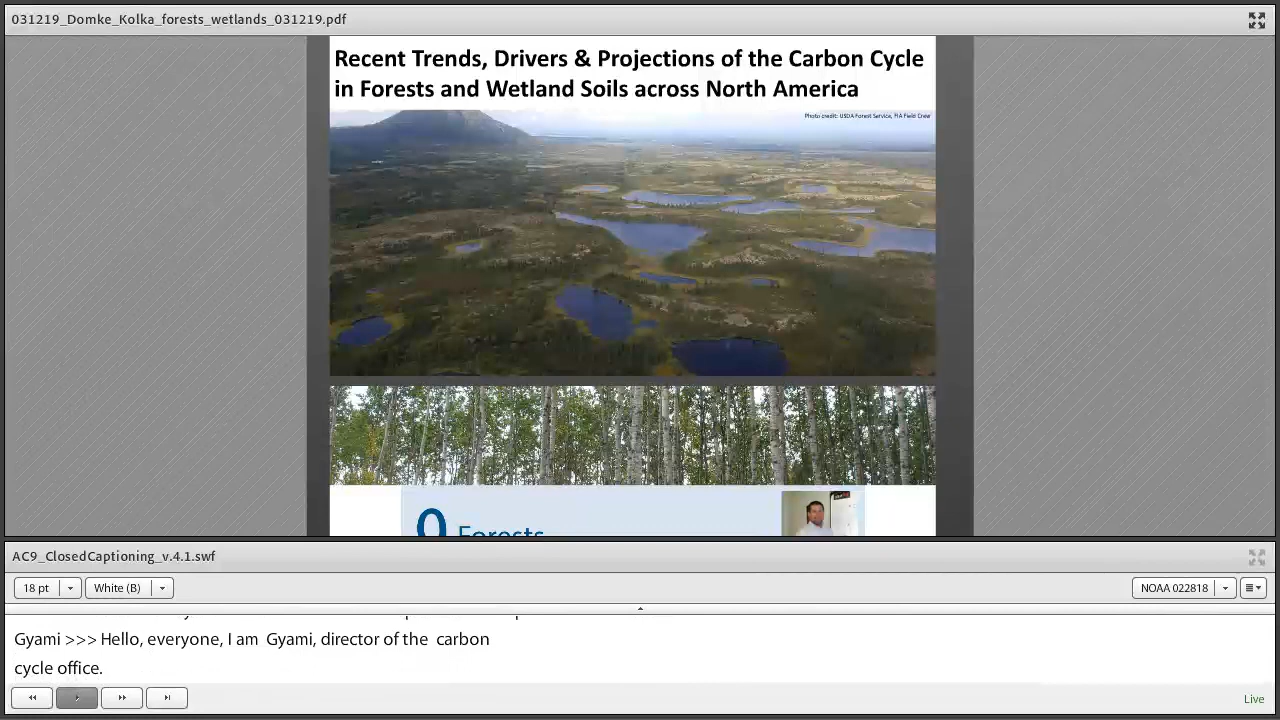 031219_Domke_Kolka_forests_wetlands_031219.pdf
Recent Trends, Drivers & Projections of the Carbon Cycle
in Forests and Wetland Soils across North America
Photo credit: USDA Forest Service, FIA Field Crew
9 Forests
AC9_ClosedCaptioning_v.4.1.swf
18 pt
White (B)
NOAA 022818
Gyami >>> Hello, everyone, I am  Gyami, director of the  carbon
cycle office.
Live